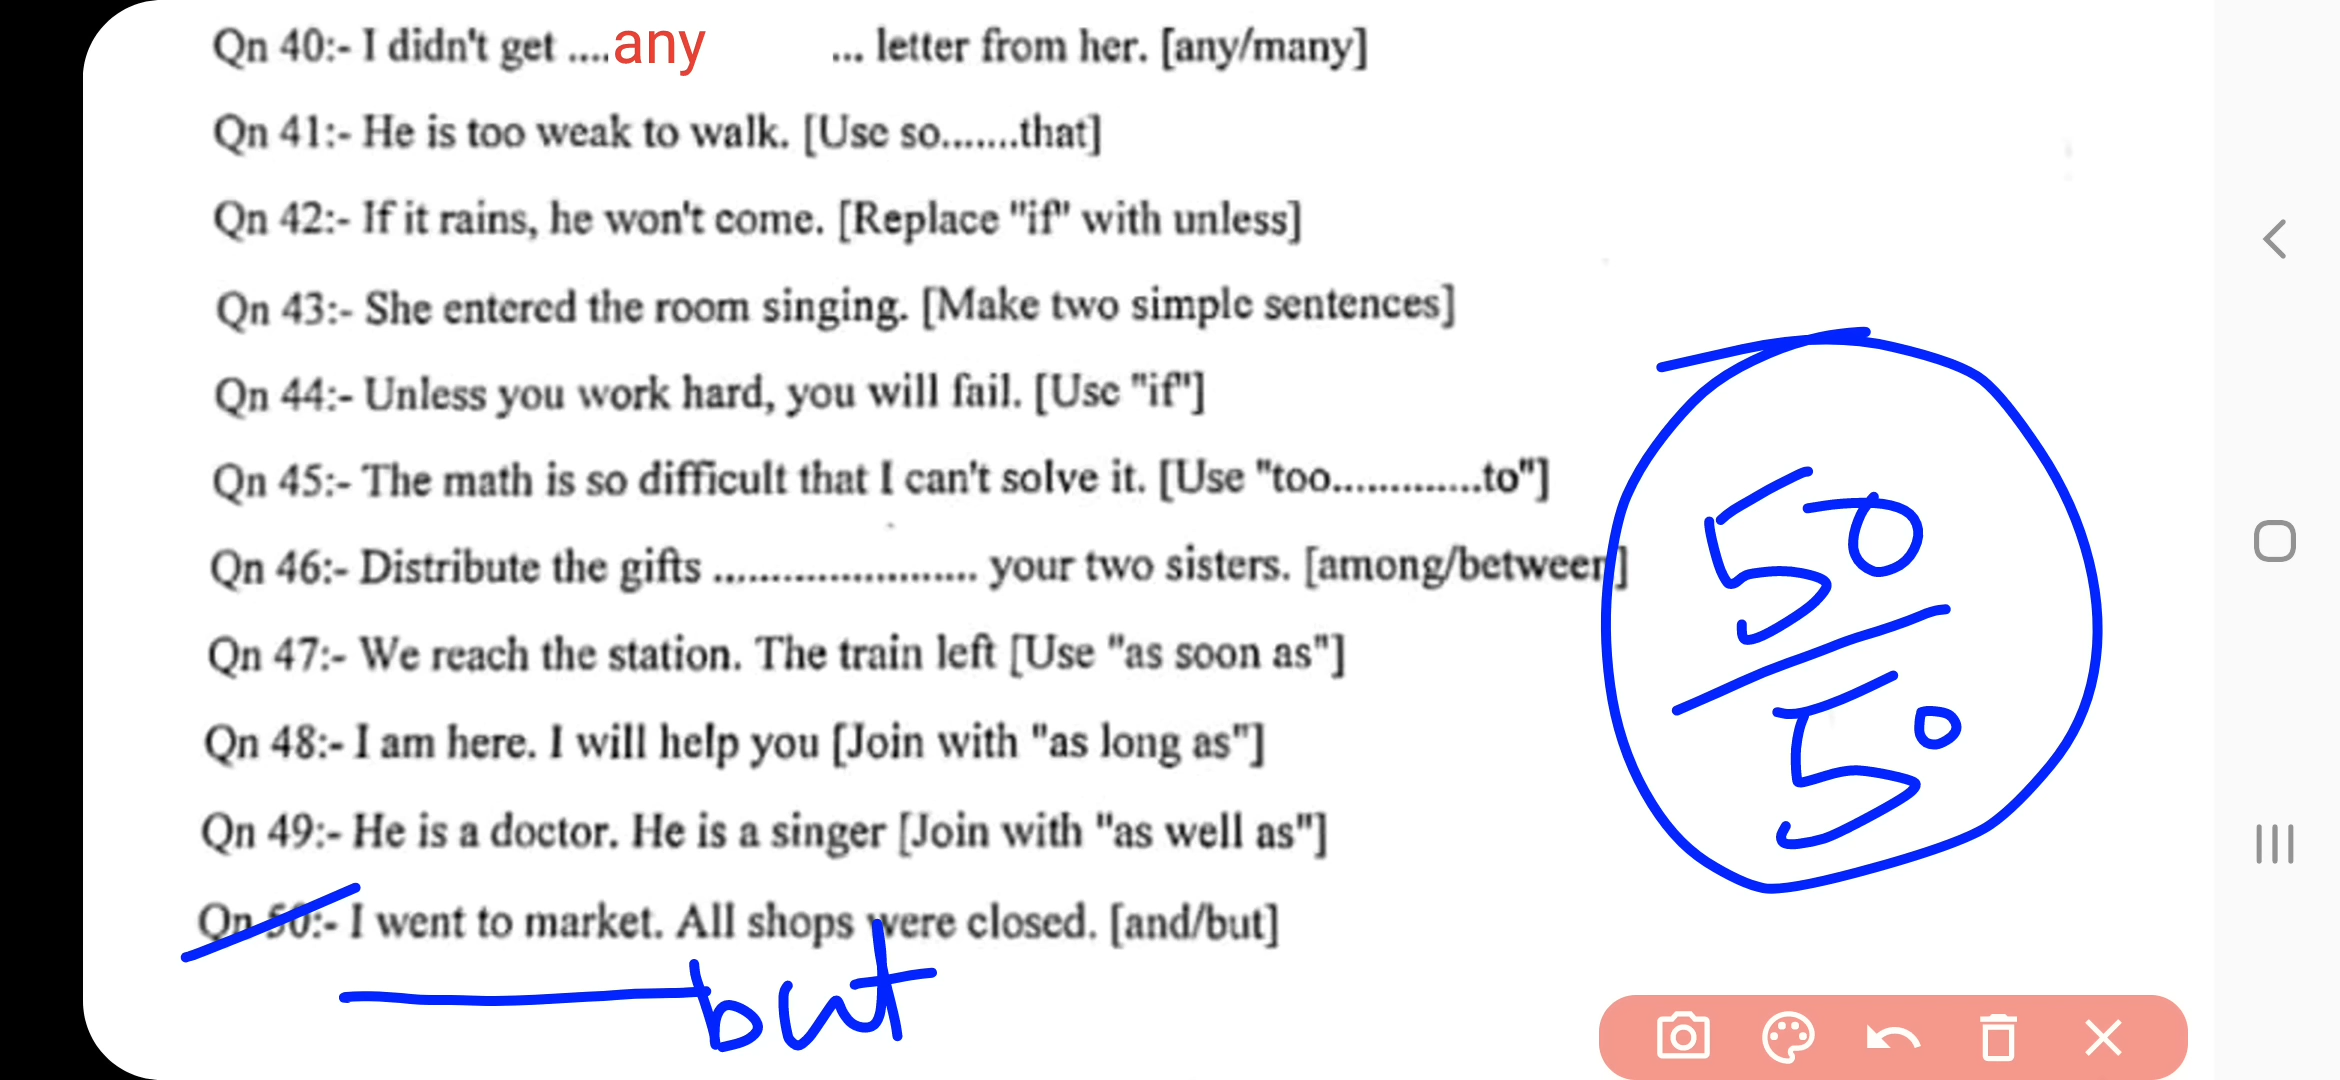 Qn 40:- I didn't get ....any ... letter from her. [any/many]
Qn 41:- He is too weak to walk. [Use so.......that]
Qn 42:- If it rains, he won't come. [Replace "if" with unless]
Qn 43:- She entered the room singing. [Make two simple sentences]
Qn 44:- Unless you work hard, you will fail. [Use "if"]
Qn 45:- The math is so difficult that I can't solve it. [Use "too.............to"]
Qn 46:- Distribute the gifts ....................... your two sisters. [among/between]
Qn 47:- We reach the station. The train left [Use "as soon as"]
Qn 48:- I am here. I will help you [Join with "as long as"]
Qn 49:- He is a doctor. He is a singer [Join with "as well as"]
Qn 50:- I went to market. All shops were closed. [and/but]
but
50
50